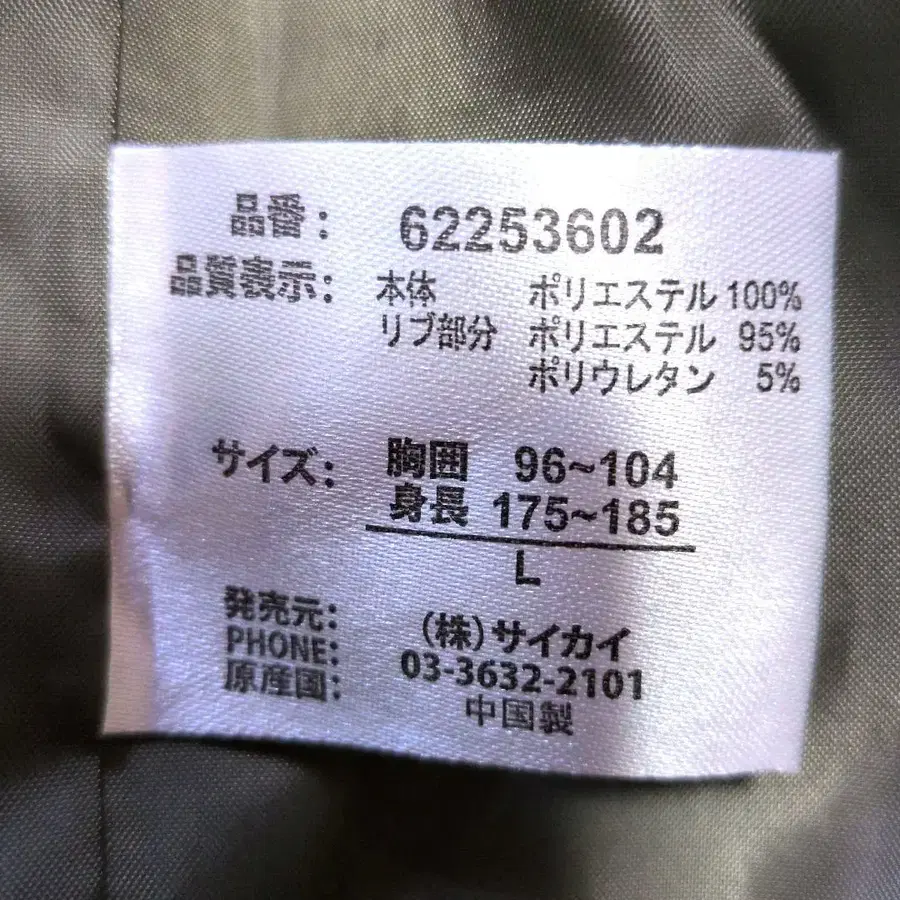 品番: 62253602
品質表示: 本体 ポリエステル 100%
リブ部分 ポリエステル 95%
ポリウレタン 5%
サイズ: 胸囲 96~104
身長 175~185
L
発売元: (株)サイカイ
PHONE: 03-3632-2101
原産国: 中国製